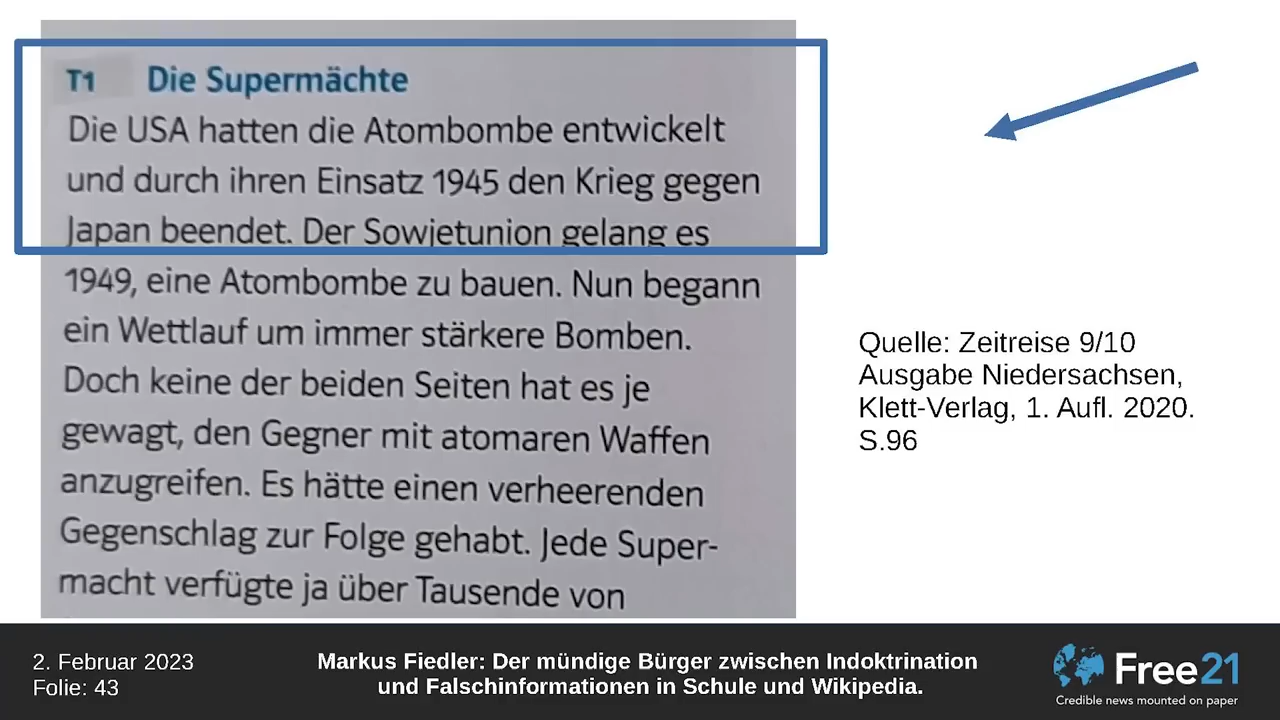 T1 Die Supermächte
Die USA hatten die Atombombe entwickelt
und durch ihren Einsatz 1945 den Krieg gegen
Japan beendet. Der Sowjetunion gelang es
1949, eine Atombombe zu bauen. Nun begann
ein Wettlauf um immer stärkere Bomben.
Doch keine der beiden Seiten hat es je
gewagt, den Gegner mit atomaren Waffen
anzugreifen. Es hätte einen verheerenden
Gegenschlag zur Folge gehabt. Jede Super-
macht verfügte ja über Tausende von
Quelle: Zeitreise 9/10
Ausgabe Niedersachsen,
Klett-Verlag, 1. Aufl. 2020.
S.96
2. Februar 2023
Folie: 43
Markus Fiedler: Der mündige Bürger zwischen Indoktrination
und Falschinformationen in Schule und Wikipedia.
Free21
Credible news mounted on paper